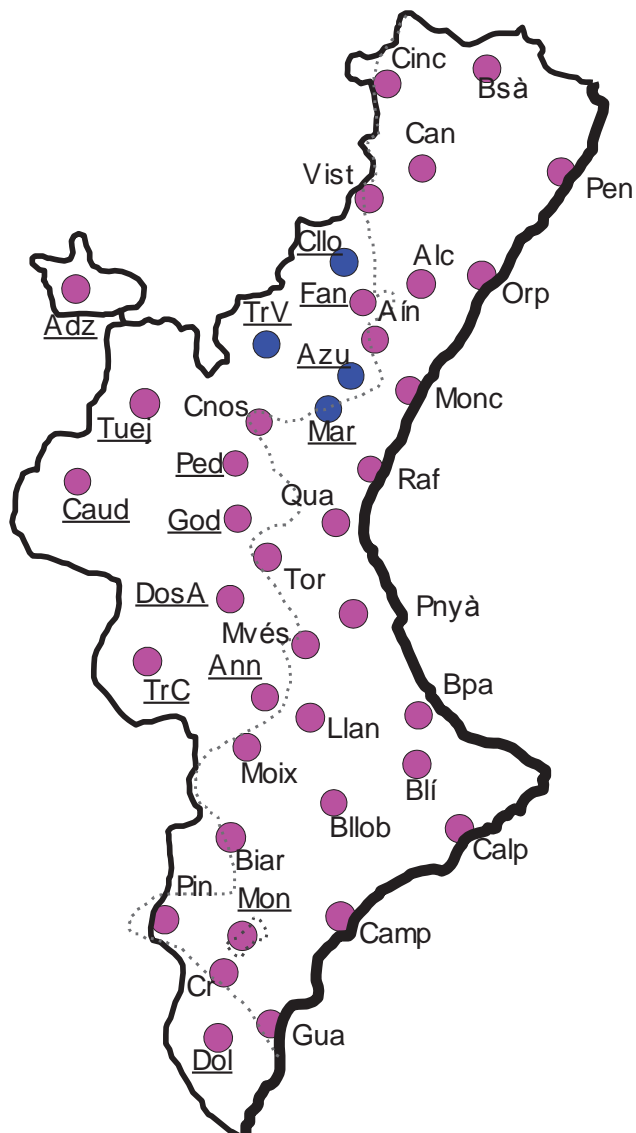 Cinc
Bsà
Can
Vist
Pen
Cllo
Alc
Orp
Adz
Fan
TrV
Aín
Azu
Cnos
Mar
Monc
Tuej
Ped
Raf
Caud
God
Qua
Tor
DosA
Pnyà
Mvés
TrC
Ann
Bpa
Llan
Moix
Blí
Bllob
Calp
Biar
Pin
Mon
Camp
Cr
Gua
Dol